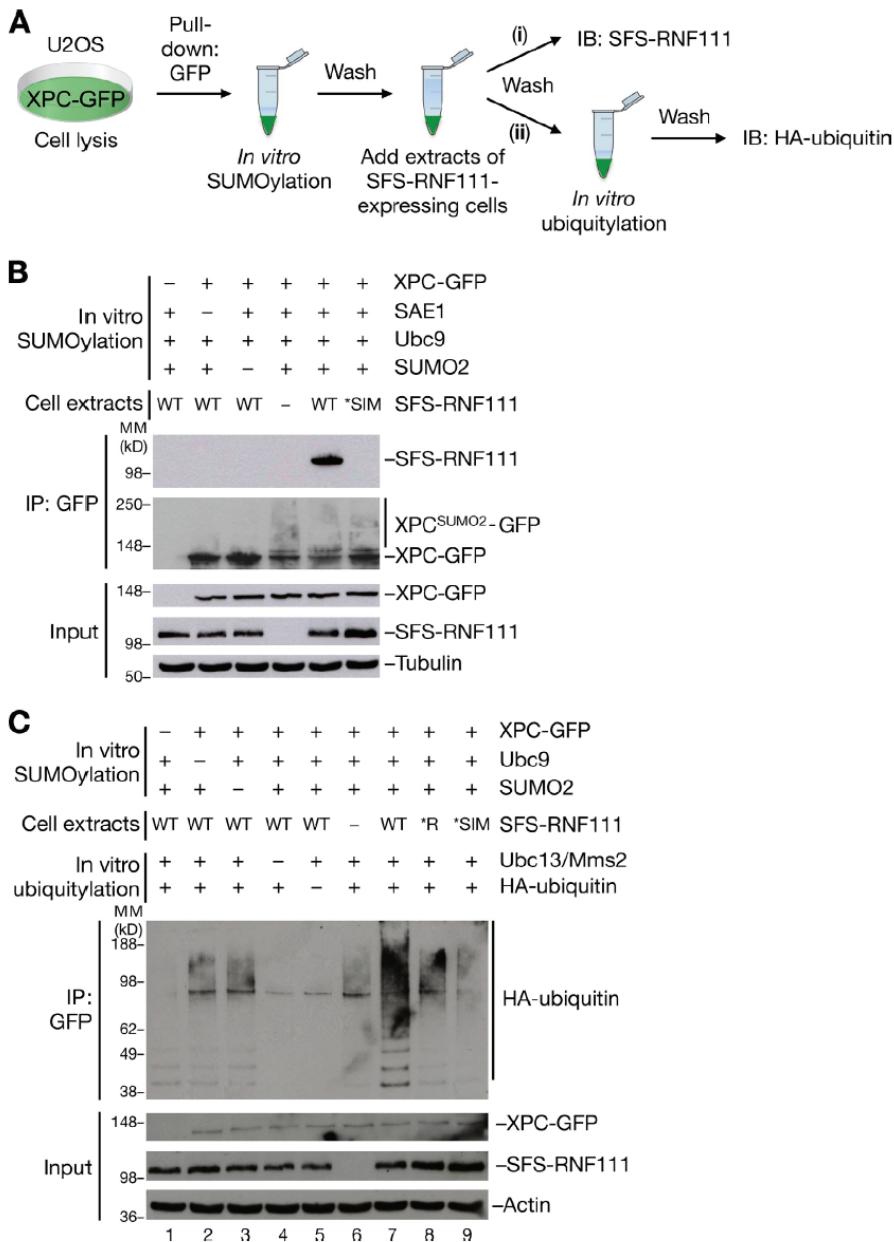 A
U2OS
XPC-GFP
Cell lysis
Pull-
down:
GFP
In vitro
SUMOylation
Wash
Add extracts of
SFS-RNF111-
expressing cells
(i)
Wash
(ii)
IB: SFS-RNF111
In vitro
ubiquitylation
Wash
IB: HA-ubiquitin
B
In vitro
SUMOylation
– + + + + + XPC-GFP
+ – + + + + SAE1
+ + + + + + Ubc9
+ + – + + + SUMO2
Cell extracts WT WT WT – WT *SIM SFS-RNF111
MM
(kD)
IP: GFP
98–
–SFS-RNF111
250–
148–
XPCSUMO2-GFP
–XPC-GFP
Input
148–
–XPC-GFP
98–
–SFS-RNF111
50–
–Tubulin
C
In vitro
SUMOylation
– + + + + + + + + XPC-GFP
+ – + + + + + + + Ubc9
+ + – + + + + + + SUMO2
Cell extracts WT WT WT WT WT – WT *R *SIM SFS-RNF111
In vitro
ubiquitylation
+ + + – + + + + + Ubc13/Mms2
+ + + + – + + + + HA-ubiquitin
MM
(kD)
188–
98–
62–
49–
38–
IP:
GFP
HA-ubiquitin
Input
148–
–XPC-GFP
98–
–SFS-RNF111
36–
–Actin
1 2 3 4 5 6 7 8 9